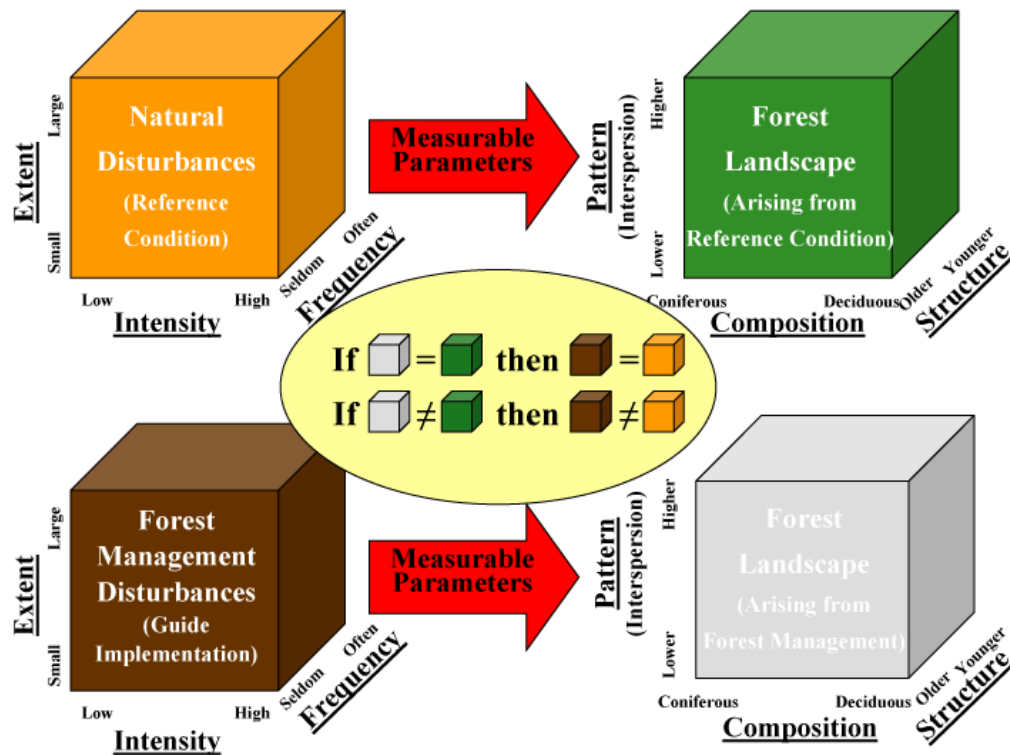 Natural
Disturbances
(Reference
Condition)
Extent
Large
Small
Low
High
Intensity
Seldom
Often
Frequency
Measurable
Parameters
Pattern
(Interspersion)
Higher
Lower
Forest
Landscape
(Arising from
Reference Condition)
Coniferous
Deciduous
Composition
Older
Younger
Structure
If = then =
If ≠ then ≠
Forest
Management
Disturbances
(Guide
Implementation)
Extent
Large
Small
Low
High
Intensity
Seldom
Often
Frequency
Measurable
Parameters
Pattern
(Interspersion)
Higher
Lower
Forest
Landscape
(Arising from
Forest Management)
Coniferous
Deciduous
Composition
Older
Younger
Structure